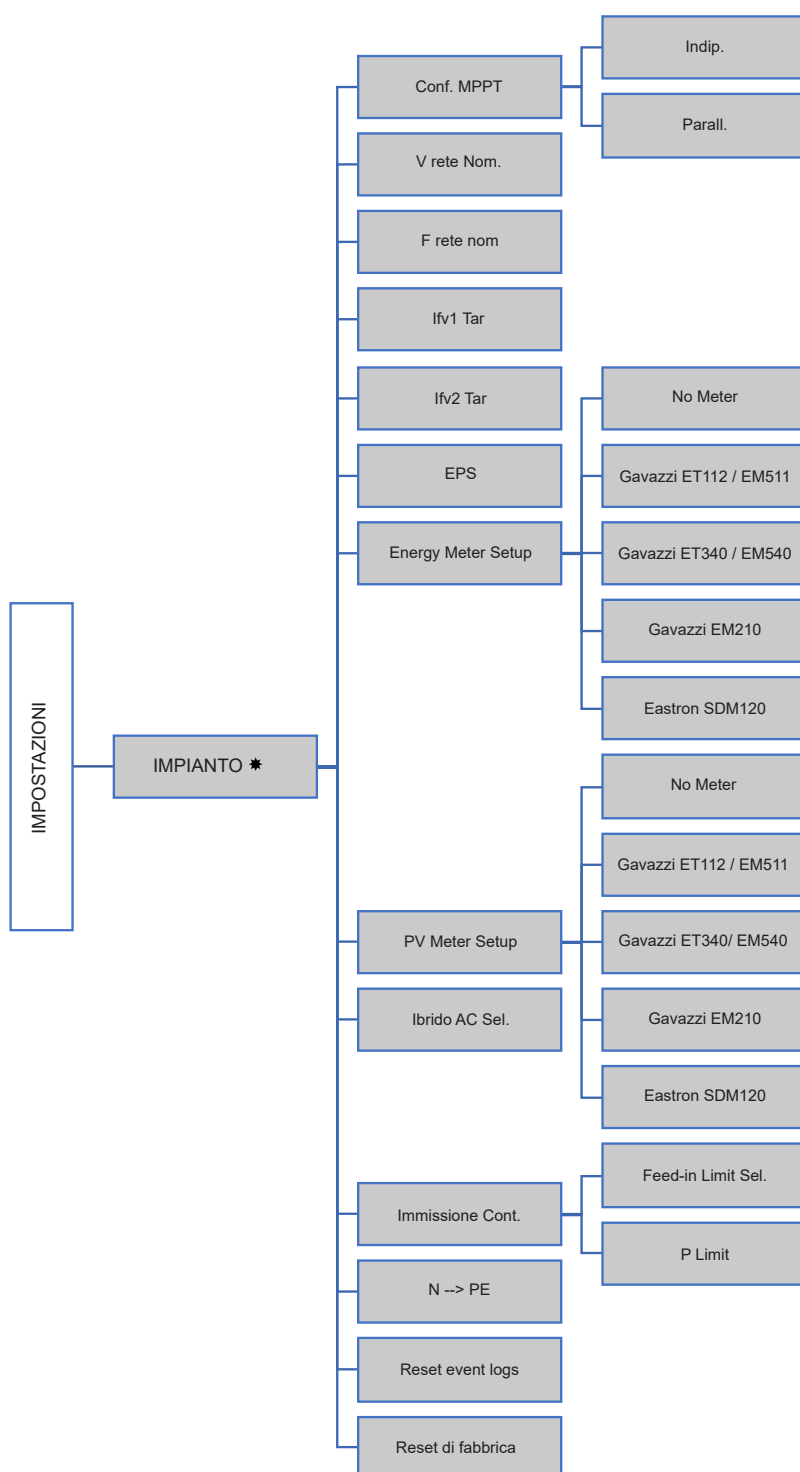 IMPOSTAZIONI
IMPIANTO ✸
Conf. MPPT
Indip.
Parall.
V rete Nom.
F rete nom
Ifv1 Tar
Ifv2 Tar
EPS
Energy Meter Setup
No Meter
Gavazzi ET112 / EM511
Gavazzi ET340 / EM540
Gavazzi EM210
Eastron SDM120
PV Meter Setup
No Meter
Gavazzi ET112 / EM511
Gavazzi ET340/ EM540
Gavazzi EM210
Eastron SDM120
Ibrido AC Sel.
Immissione Cont.
Feed-in Limit Sel.
P Limit
N --> PE
Reset event logs
Reset di fabbrica